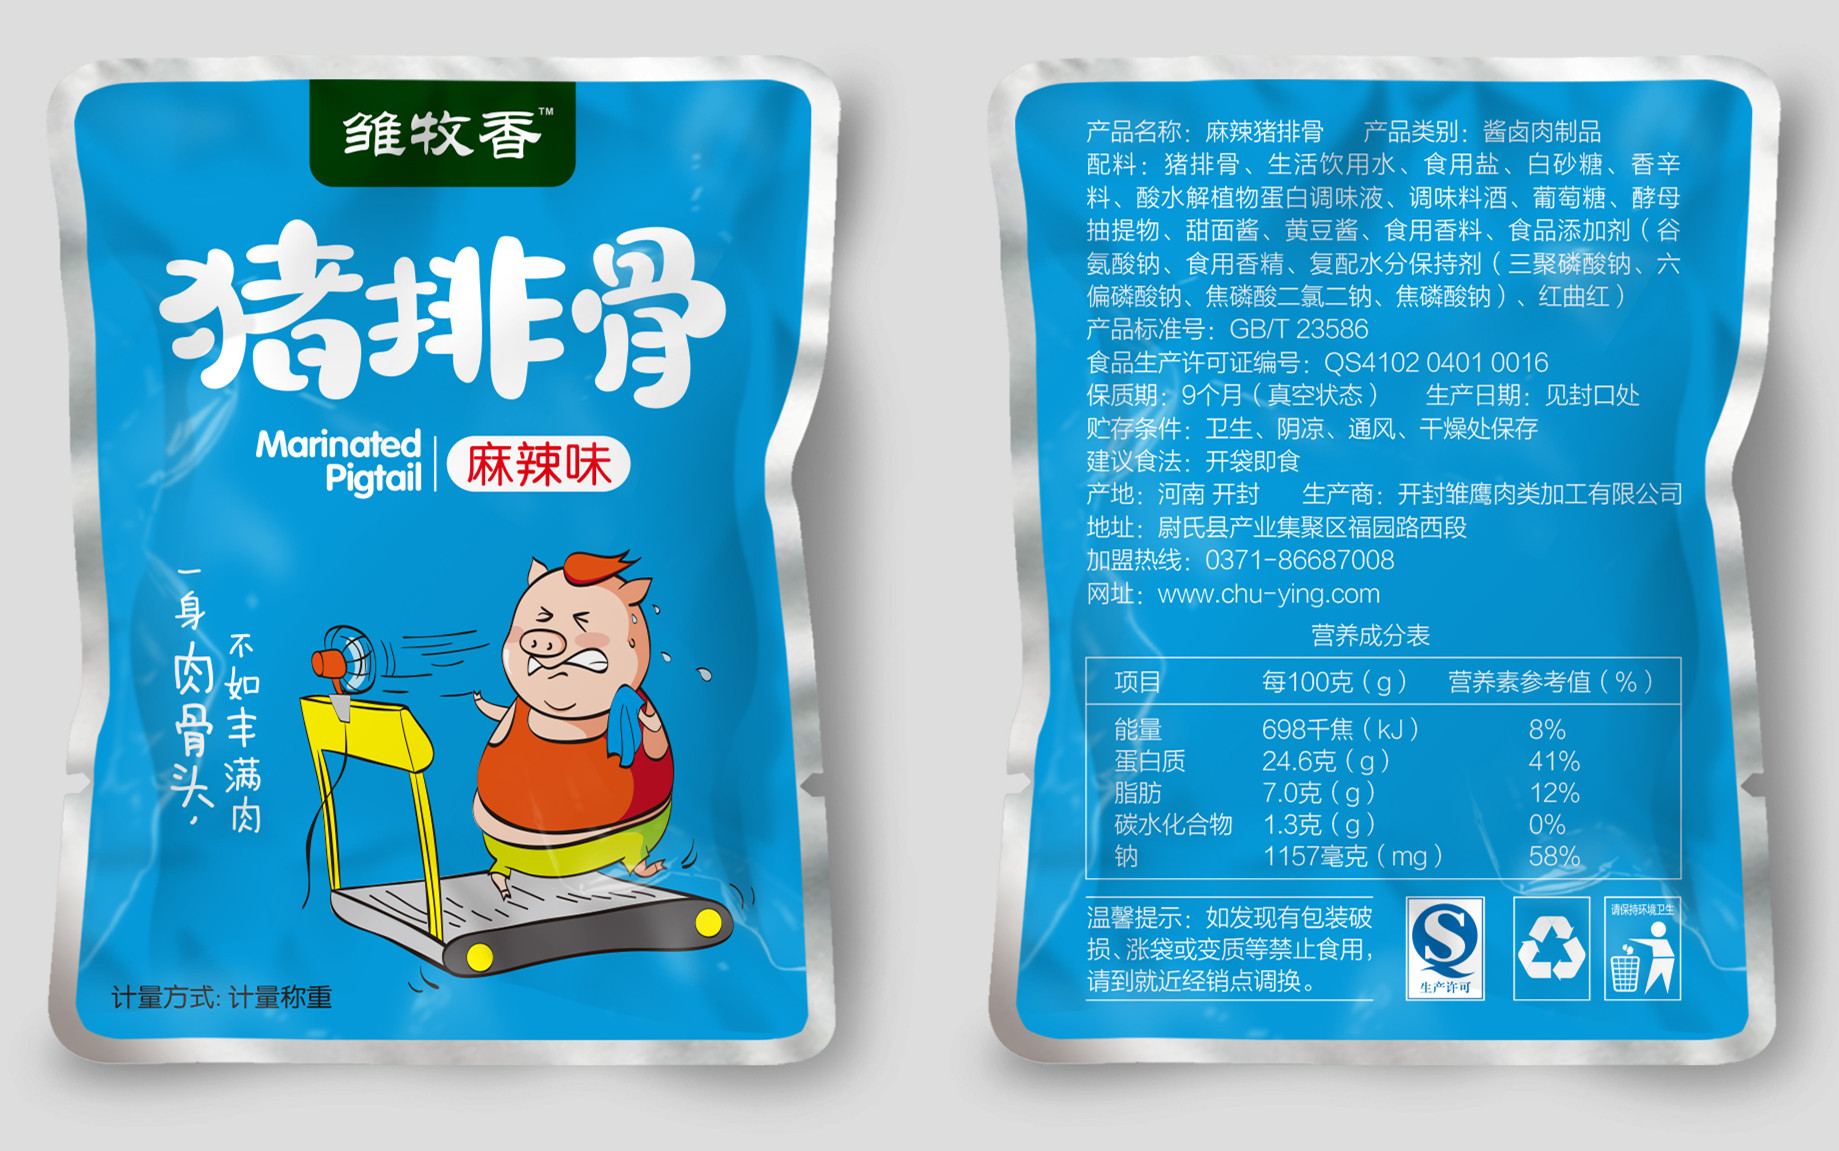 雏牧香™
猪排骨
Marinated
Pigtail
麻辣味
一身肉骨头，
不如丰满肉
计量方式：计量称重
产品名称：麻辣猪排骨 产品类别：酱卤肉制品
配料：猪排骨、生活饮用水、食用盐、白砂糖、香辛
料、酸水解植物蛋白调味液、调味料酒、葡萄糖、酵母
抽提物、甜面酱、黄豆酱、食用香料、食品添加剂（谷
氨酸钠、食用香精、复配水分保持剂（三聚磷酸钠、六
偏磷酸钠、焦磷酸二氯二钠、焦磷酸钠）、红曲红）
产品标准号：GB/T 23586
食品生产许可证编号：QS4102 0401 0016
保质期：9个月（真空状态） 生产日期：见封口处
贮存条件：卫生、阴凉、通风、干燥处保存
建议食法：开袋即食
产地：河南 开封 生产商：开封雏鹰肉类加工有限公司
地址：尉氏县产业集聚区福园路西段
加盟热线：0371-86687008
网址：www.chu-ying.com
营养成分表
项目 每100克（g） 营养素参考值（%）
能量 698千焦（kJ） 8%
蛋白质 24.6克（g） 41%
脂肪 7.0克（g） 12%
碳水化合物 1.3克（g） 0%
钠 1157毫克（mg） 58%
温馨提示：如发现有包装破
损、涨袋或变质等禁止食用，
请到就近经销点调换。
生产许可
请保持环境卫生